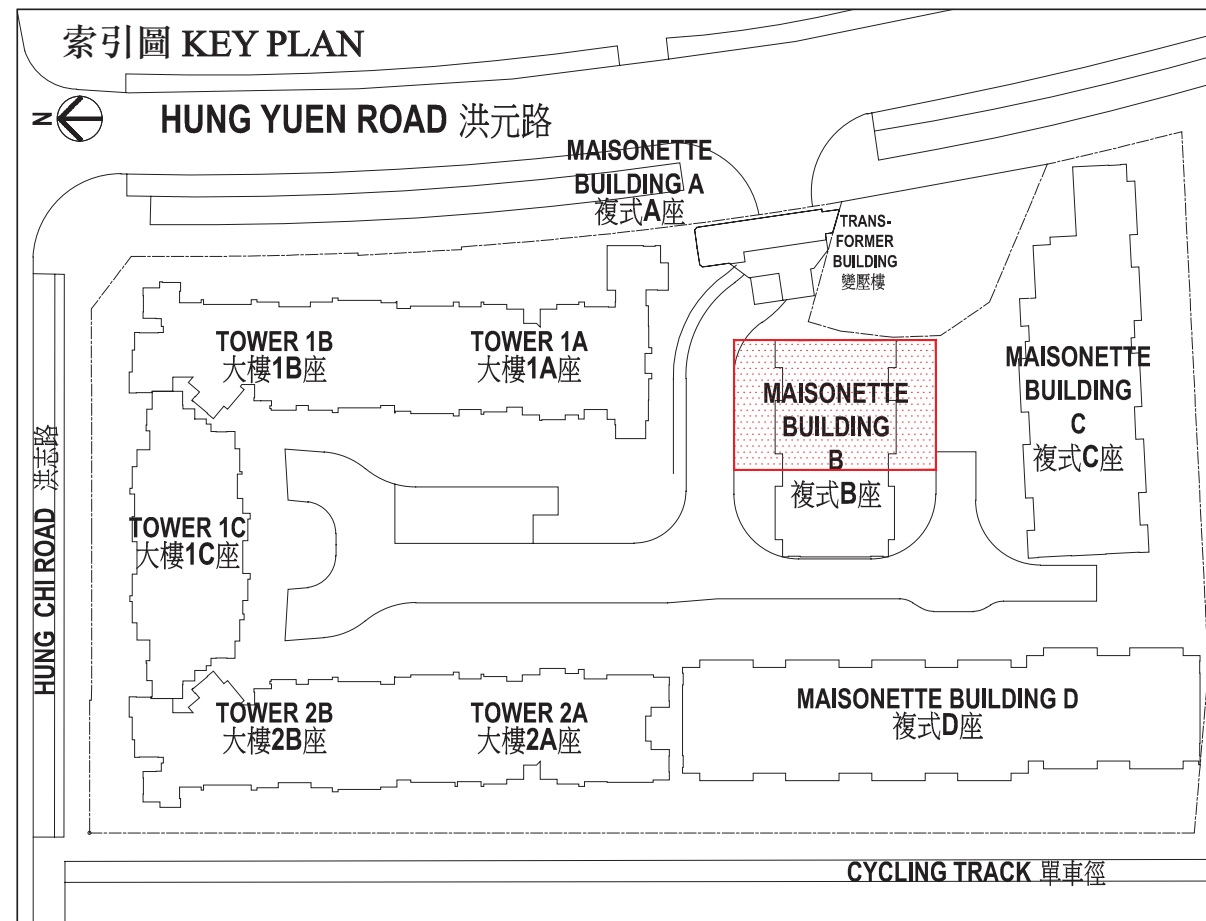 索引圖 KEY PLAN
N
HUNG YUEN ROAD 洪元路
MAISONETTE
BUILDING A
複式A座
TRANS-
FORMER
BUILDING
變壓樓
TOWER 1B
大樓1B座
TOWER 1A
大樓1A座
MAISONETTE
BUILDING
B
複式B座
MAISONETTE
BUILDING
C
複式C座
HUNG CHI ROAD 洪志路
TOWER 1C
大樓1C座
TOWER 2B
大樓2B座
TOWER 2A
大樓2A座
MAISONETTE BUILDING D
複式D座
CYCLING TRACK 單車徑